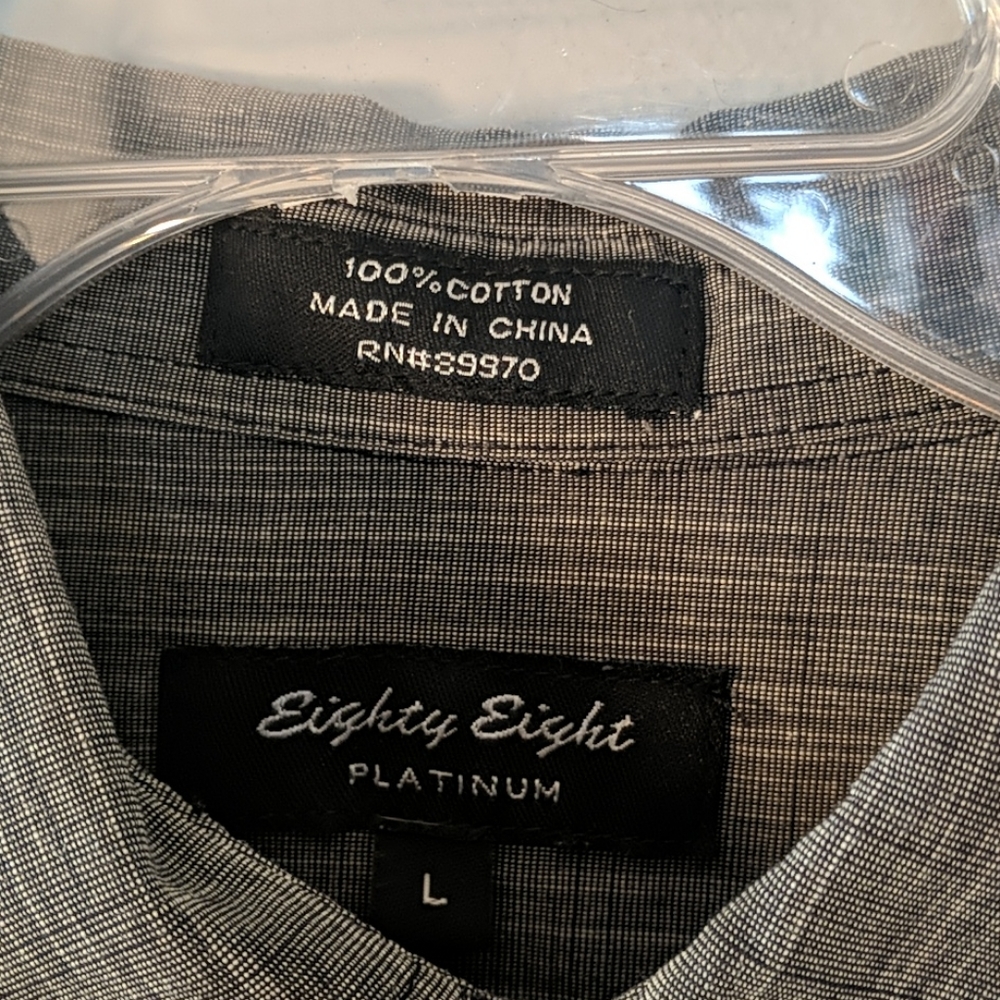 100% COTTON
MADE IN CHINA
RN#39970
Eighty Eight
PLATINUM
L